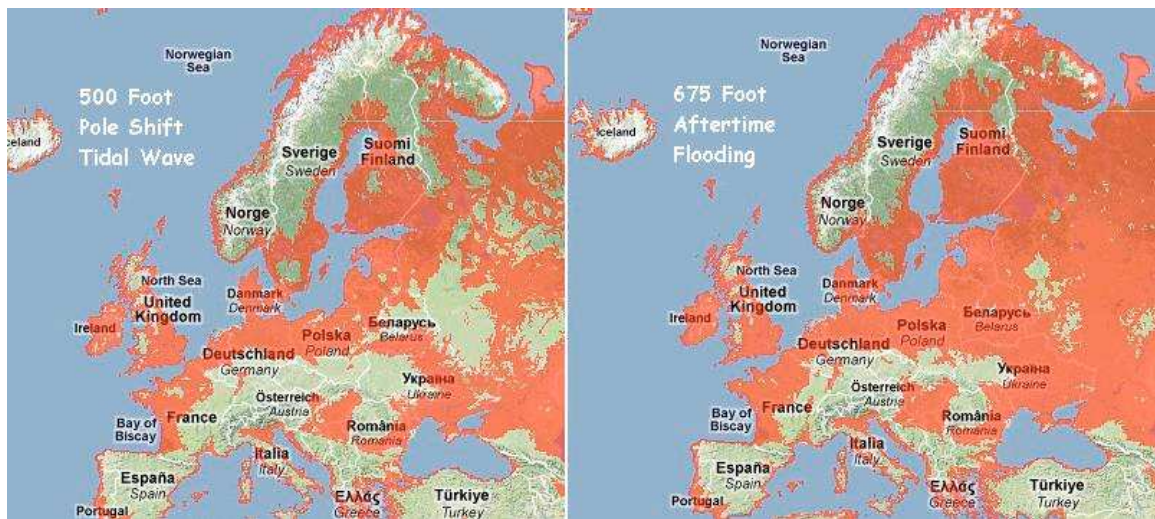 Norwegian
Sea
500 Foot
Pole Shift
Tidal Wave
celand
Sverige
Sweden
Suomi
Finland
Norge
Norway
North Sea
United
Kingdom
Ireland
Danmark
Denmark
Polska
Poland
Беларусь
Belarus
Deutschland
Germany
Україна
Ukraine
Österreich
Austria
France
Bay of
Biscay
România
Romania
Italia
Italy
España
Spain
Portugal
Ελλάς
Greece
Türkiye
Turkey
Norwegian
Sea
675 Foot
Aftertime
Flooding
Iceland
Sverige
Sweden
Suomi
Finland
Norge
Norway
North Sea
United
Kingdom
Ireland
Danmark
Denmark
Polska
Poland
Беларусь
Belarus
Deutschland
Germany
Україна
Ukraine
Österreich
Austria
France
Bay of
Biscay
România
Romania
Italia
Italy
España
Spain
Portugal
Ελλάς
Greece
Türkiye
Turkey